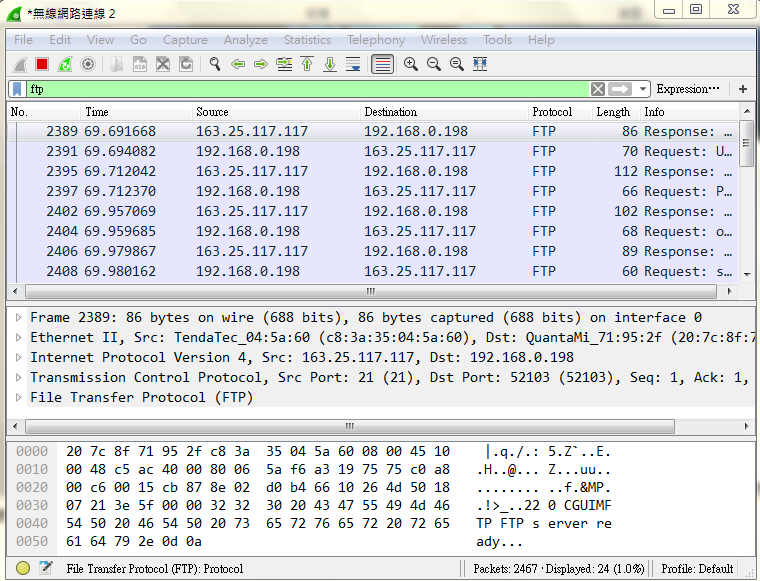 *無線網路連線 2
File Edit View Go Capture Analyze Statistics Telephony Wireless Tools Help
ftp Expression⋯ +
No. Time Source Destination Protocol Length Info
2389 69.691668 163.25.117.117 192.168.0.198 FTP 86 Response: …
2391 69.694082 192.168.0.198 163.25.117.117 FTP 70 Request: U…
2395 69.712042 163.25.117.117 192.168.0.198 FTP 112 Response: …
2397 69.712370 192.168.0.198 163.25.117.117 FTP 66 Request: P…
2402 69.957069 163.25.117.117 192.168.0.198 FTP 102 Response: …
2404 69.959685 192.168.0.198 163.25.117.117 FTP 68 Request: o…
2406 69.979867 163.25.117.117 192.168.0.198 FTP 89 Response: …
2408 69.980162 192.168.0.198 163.25.117.117 FTP 60 Request: s…
Frame 2389: 86 bytes on wire (688 bits), 86 bytes captured (688 bits) on interface 0
Ethernet II, Src: TendaTec_04:5a:60 (c8:3a:35:04:5a:60), Dst: QuantaMi_71:95:2f (20:7c:8f:7
Internet Protocol Version 4, Src: 163.25.117.117, Dst: 192.168.0.198
Transmission Control Protocol, Src Port: 21 (21), Dst Port: 52103 (52103), Seq: 1, Ack: 1,
File Transfer Protocol (FTP)
0000 20 7c 8f 71 95 2f c8 3a 35 04 5a 60 08 00 45 10 |.q./.: 5.Z`..E.
0010 00 48 c5 ac 40 00 80 06 5a f6 a3 19 75 75 c0 a8 .H..@... Z...uu..
0020 00 c6 00 15 cb 87 8e 02 d0 b4 66 10 26 4d 50 18 ........ ..f.&MP.
0030 07 21 3e 5f 00 00 32 32 30 20 43 47 55 49 4d 46 .!>_..22 0 CGUIMF
0040 54 50 20 46 54 50 20 73 65 72 76 65 72 20 72 65 TP FTP s erver re
0050 61 64 79 2e 0d 0a ady...
File Transfer Protocol (FTP): Protocol Packets: 2467 · Displayed: 24 (1.0%) Profile: Default